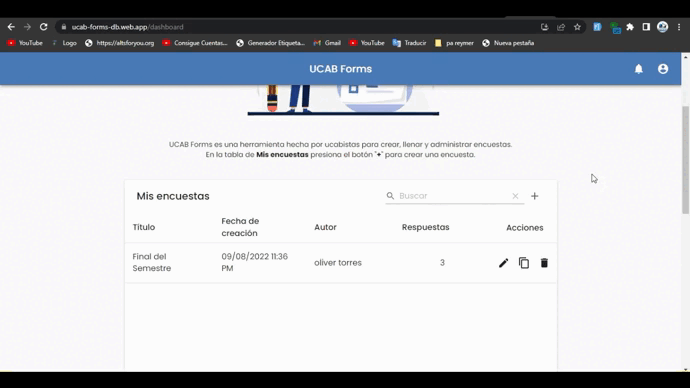 ucab-forms-db.web.app/dashboard
YouTube Logo https://altsforyou.org Consigue Cuentas... Generador Etiqueta... Gmail YouTube Traducir pa reymer Nueva pestaña
UCAB Forms
UCAB Forms es una herramienta hecha por ucabistas para crear, llenar y administrar encuestas.
En la tabla de Mis encuestas presiona el botón "+" para crear una encuesta.
Mis encuestas Buscar
Título Fecha de creación Autor Respuestas Acciones
Final del Semestre 09/08/2022 11:36 PM oliver torres 3